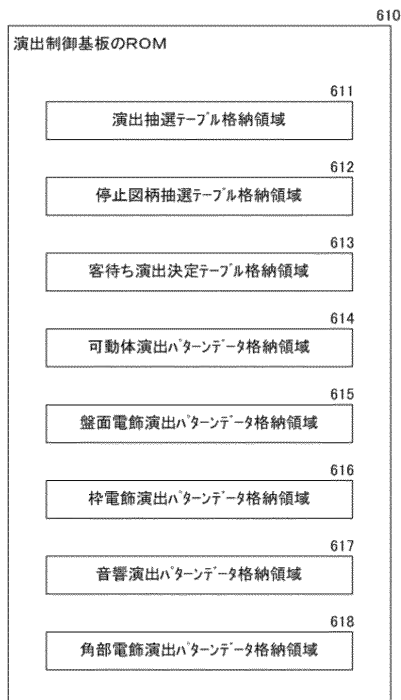 610
演出制御基板のROM
611
演出抽選ﾃｰﾌﾞﾙ格納領域
612
停止図柄抽選ﾃｰﾌﾞﾙ格納領域
613
客待ち演出決定ﾃｰﾌﾞﾙ格納領域
614
可動体演出ﾊﾟﾀｰﾝﾃﾞｰﾀ格納領域
615
盤面電飾演出ﾊﾟﾀｰﾝﾃﾞｰﾀ格納領域
616
枠電飾演出ﾊﾟﾀｰﾝﾃﾞｰﾀ格納領域
617
音響演出ﾊﾟﾀｰﾝﾃﾞｰﾀ格納領域
618
角部電飾演出ﾊﾟﾀｰﾝﾃﾞｰﾀ格納領域